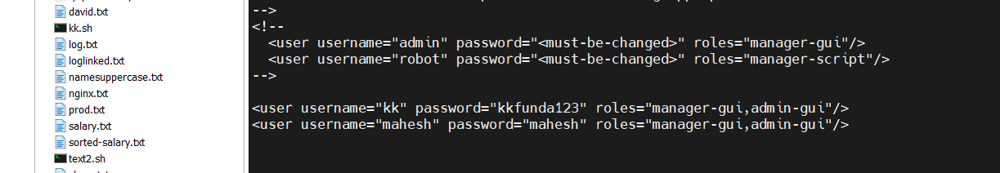 david.txt
kk.sh
log.txt
loglinked.txt
namesuppercase.txt
nginx.txt
prod.txt
salary.txt
sorted-salary.txt
text2.sh
-->
<!--
<user username="admin" password="<must-be-changed>" roles="manager-gui"/>
<user username="robot" password="<must-be-changed>" roles="manager-script"/>
-->
<user username="kk" password="kkfunda123" roles="manager-gui,admin-gui"/>
<user username="mahesh" password="mahesh" roles="manager-gui,admin-gui"/>